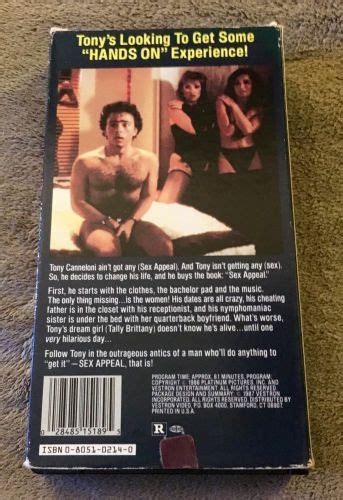 Tony's Looking To Get Some
"HANDS ON" Experience!
Tony Canneloni ain't got any (Sex Appeal). And Tony isn't getting any (sex).
So, he decides to change his life, and he buys the book: "Sex Appeal."
First, he starts with the clothes, the bachelor pad and the music.
The only thing missing...is the women! His dates are all crazy, his cheating
father is in the closet with his receptionist, and his nymphomaniac
sister is under the bed with her quarterback boyfriend. What's worse,
Tony's dream girl (Tally Brittany) doesn't know he's alive...until one
very hilarious day...
Follow Tony in the outrageous antics of a man who'll do anything to
"get it" – SEX APPEAL, that is!
PROGRAM TIME: APPROX. 81 MINUTES. PROGRAM:
COPYRIGHT © 1986 PLATINUM PICTURES, INC. AND
VESTRON ENTERTAINMENT. ALL RIGHTS RESERVED.
PACKAGE DESIGN AND SUMMARY: © 1987 VESTRON
INCORPORATED. ALL RIGHTS RESERVED. DISTRIBUTED BY
VESTRON VIDEO, P.O. BOX 4000, STAMFORD, CT 06907.
PRINTED IN U.S.A.
0 28485 15189 5
ISBN 0-8051-0214-0
R